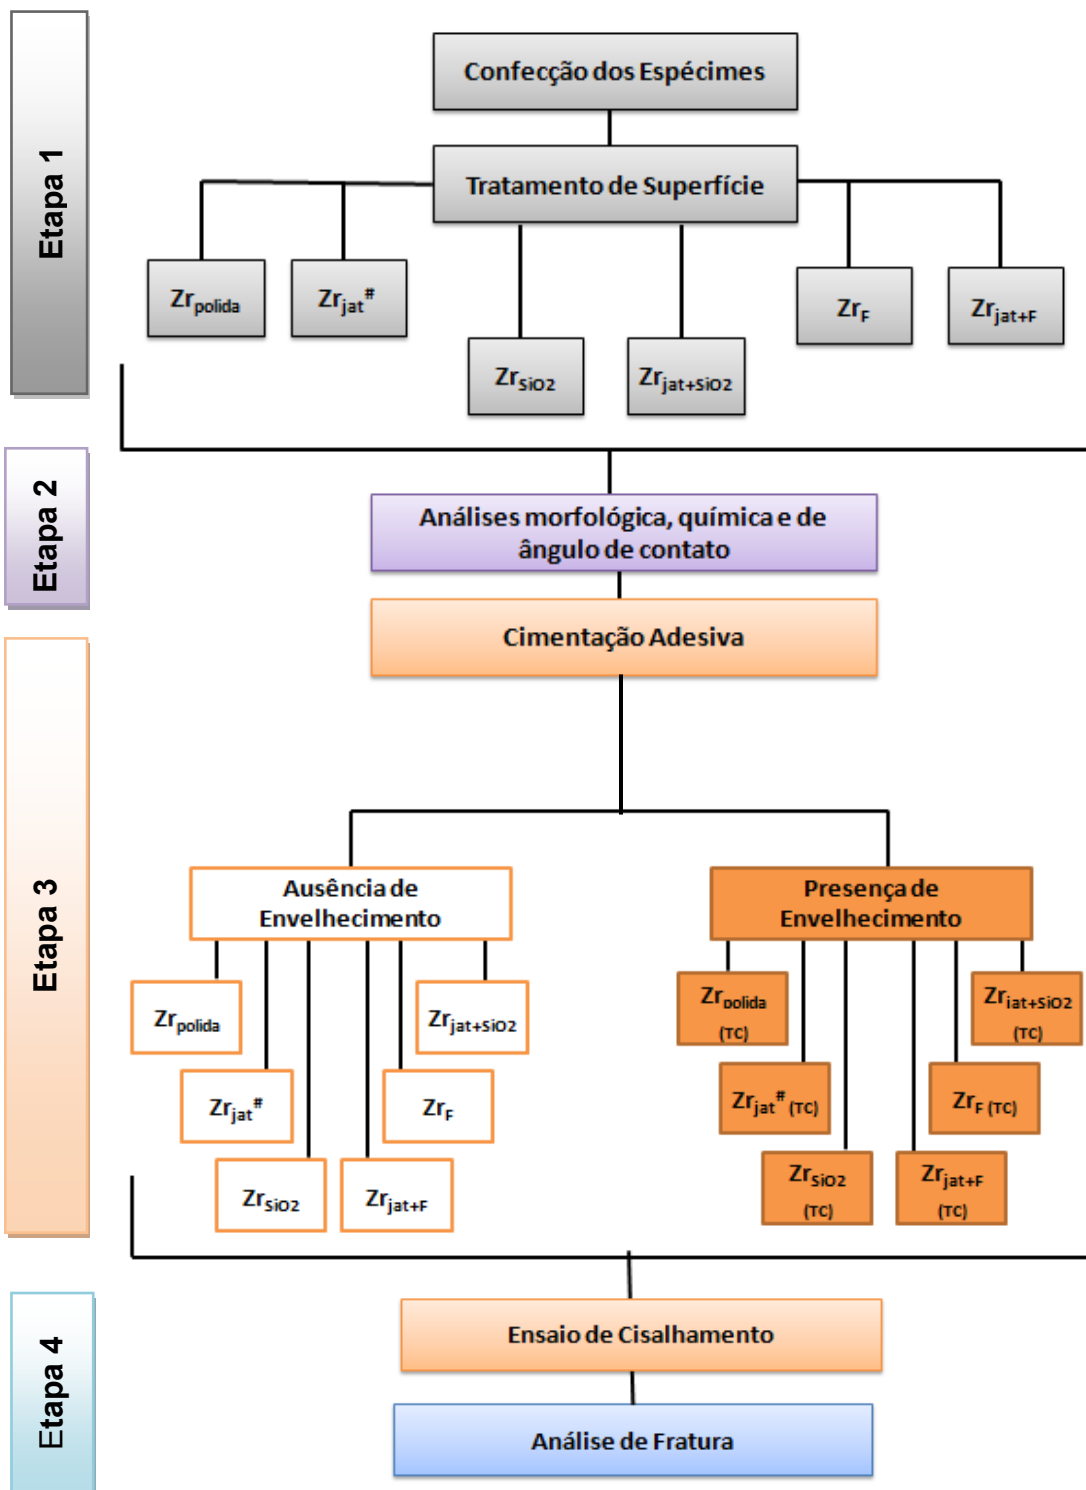 Etapa 1
Confecção dos Espécimes
Tratamento de Superfície
Zrpolida
Zrjat#
ZrSiO2
Zrjat+SiO2
ZrF
Zrjat+F
Etapa 2
Análises morfológica, química e de
ângulo de contato
Etapa 3
Cimentação Adesiva
Ausência de
Envelhecimento
Zrpolida
Zrjat#
ZrSiO2
Zrjat+F
ZrF
Zrjat+SiO2
Presença de
Envelhecimento
Zrpolida
(TC)
Zrjat# (TC)
ZrSiO2
(TC)
Zrjat+F
(TC)
ZrF (TC)
Zrjat+SiO2
(TC)
Etapa 4
Ensaio de Cisalhamento
Análise de Fratura